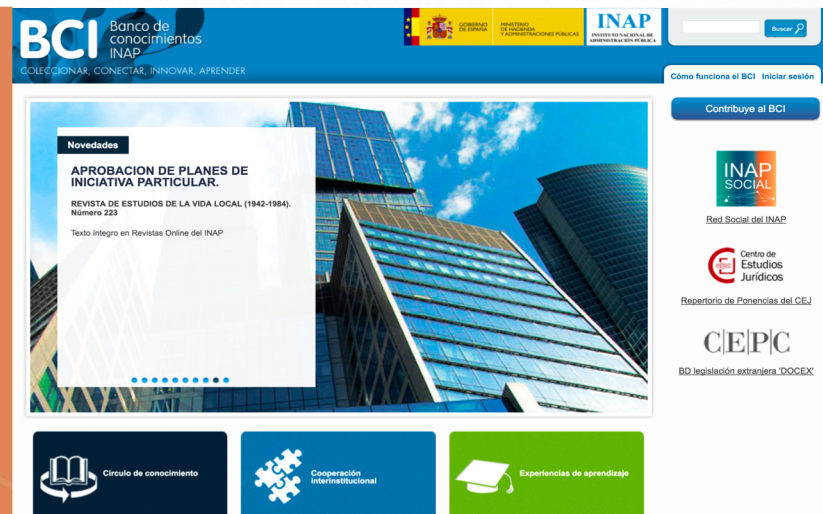 BCI
Banco de
conocimientos
INAP
COLECCIONAR, CONECTAR, INNOVAR, APRENDER
GOBIERNO
DE ESPAÑA
MINISTERIO
DE HACIENDA
Y ADMINISTRACIONES PÚBLICAS
INAP
INSTITUTO NACIONAL DE
ADMINISTRACIÓN PÚBLICA
Buscar
Cómo funciona el BCI Iniciar sesión
Contribuye al BCI
Novedades
APROBACION DE PLANES DE
INICIATIVA PARTICULAR.
REVISTA DE ESTUDIOS DE LA VIDA LOCAL (1942-1984).
Número 223
Texto íntegro en Revistas Online del INAP
INAP
SOCIAL
Red Social del INAP
Centro de
Estudios
Jurídicos
Repertorio de Ponencias del CEJ
C|E|P|C
BD legislación extranjera 'DOCEX'
Círculo de conocimiento
Cooperación
interinstitucional
Experiencias de aprendizaje